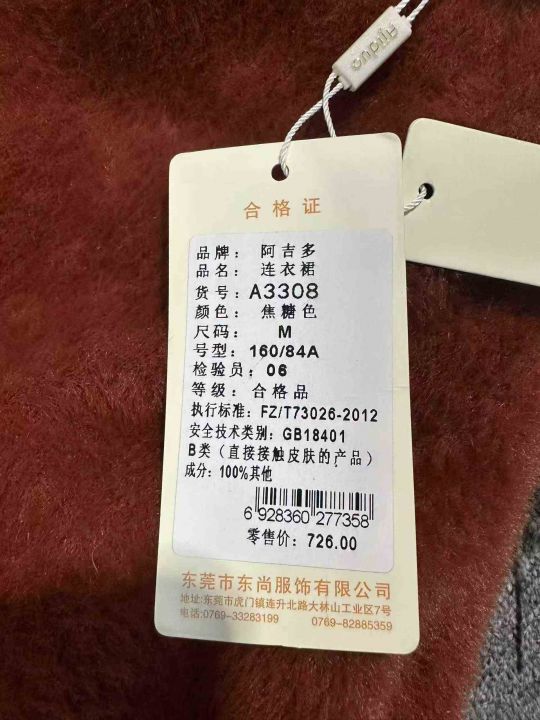 Ajiduo
合格证
品牌： 阿吉多
品名： 连衣裙
货号：A3308
颜色： 焦糖色
尺码： M
号型：160/84A
检验员：06
等级：合格品
执行标准：FZ/T73026-2012
安全技术类别：GB18401
B类（直接接触皮肤的产品）
成分：100%其他
6 928360 277358
零售价：726.00
东莞市东尚服饰有限公司
地址:东莞市虎门镇连升北路大林山工业区7号
电话:0769-33283199 0769-82885359